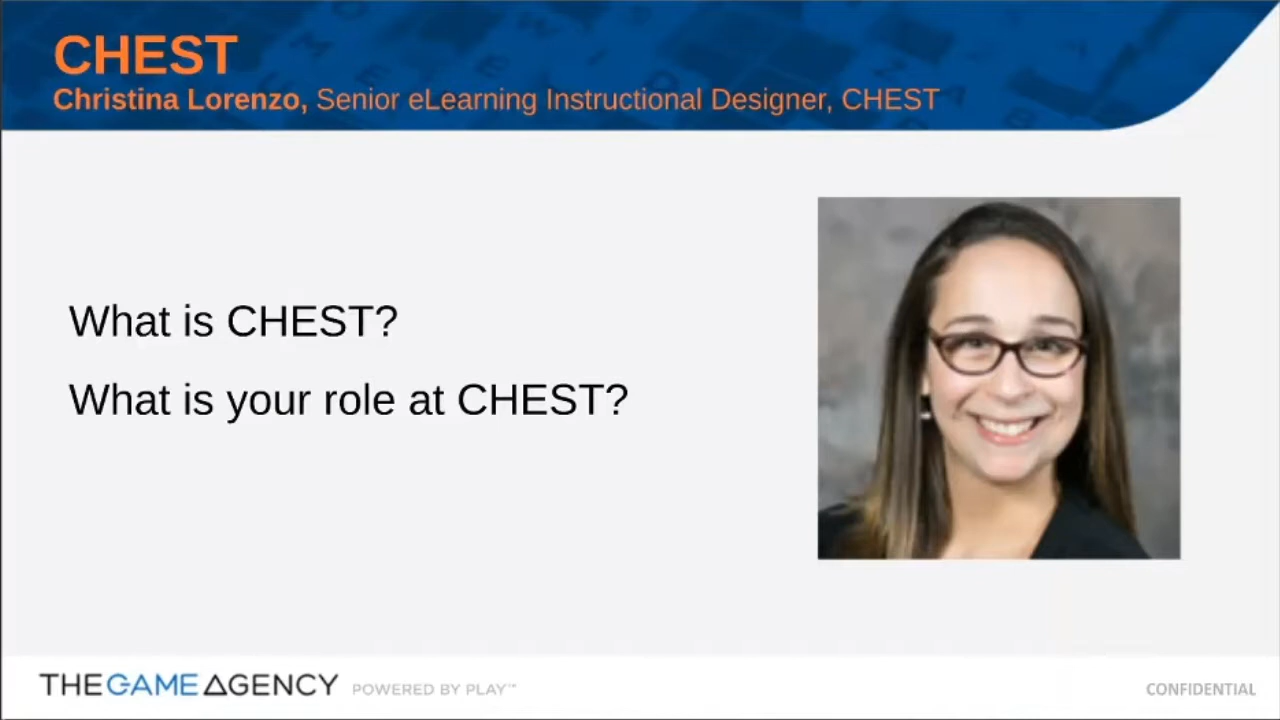 CHEST
Christina Lorenzo, Senior eLearning Instructional Designer, CHEST
What is CHEST?
What is your role at CHEST?
THEGAMEAGENCY POWERED BY PLAY™
CONFIDENTIAL